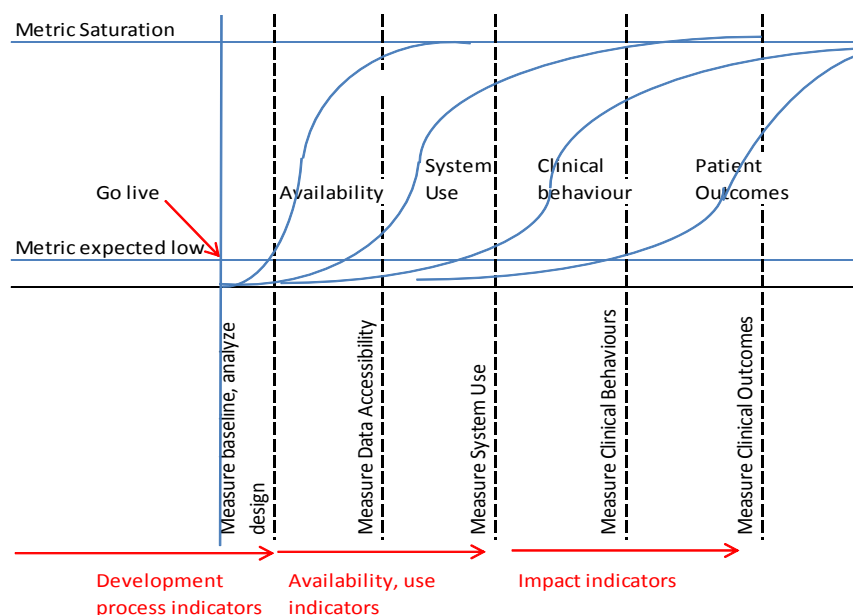 Metric Saturation
Go live
Availability
System
Use
Clinical
behaviour
Patient
Outcomes
Metric expected low
Measure baseline, analyze
design
Measure Data Accessibility
Measure System Use
Measure Clinical Behaviours
Measure Clinical Outcomes
Development
process indicators
Availability, use
indicators
Impact indicators